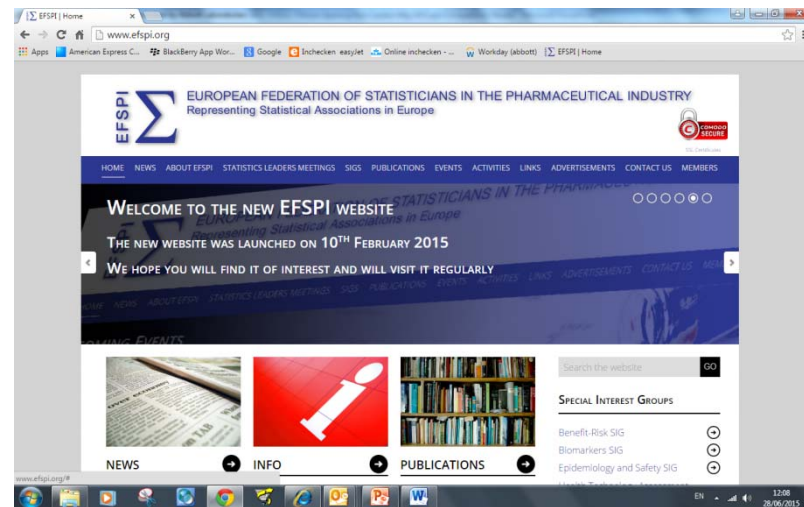 EFSPI | Home
www.efspi.org
Apps American Express C... BlackBerry App Wor... Google Inchecken easyJet Online inchecken - ... Workday (abbott) EFSPI | Home
EFSPI
EUROPEAN FEDERATION OF STATISTICIANS IN THE PHARMACEUTICAL INDUSTRY
Representing Statistical Associations in Europe
COMODO
SECURE
SSL Certificates
HOME NEWS ABOUT EFSPI STATISTICS LEADERS MEETINGS SIGS PUBLICATIONS EVENTS ACTIVITIES LINKS ADVERTISEMENTS CONTACT US MEMBERS
WELCOME TO THE NEW EFSPI WEBSITE
THE NEW WEBSITE WAS LAUNCHED ON 10TH FEBRUARY 2015
WE HOPE YOU WILL FIND IT OF INTEREST AND WILL VISIT IT REGULARLY
Search the website GO
SPECIAL INTEREST GROUPS
Benefit-Risk SIG
Biomarkers SIG
Epidemiology and Safety SIG
NEWS INFO PUBLICATIONS
www.efspi.org/#
EN 12:08
28/06/2015